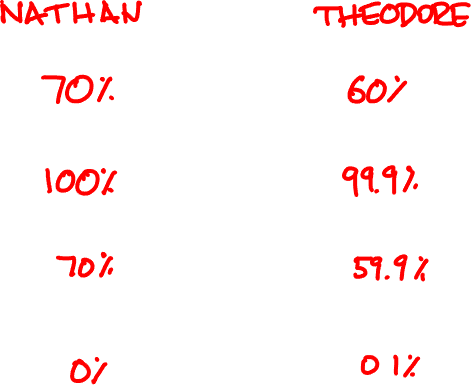 NATHAN THEODORE
70% 60%
100% 99.9%
70% 59.9%
0% 0 1%